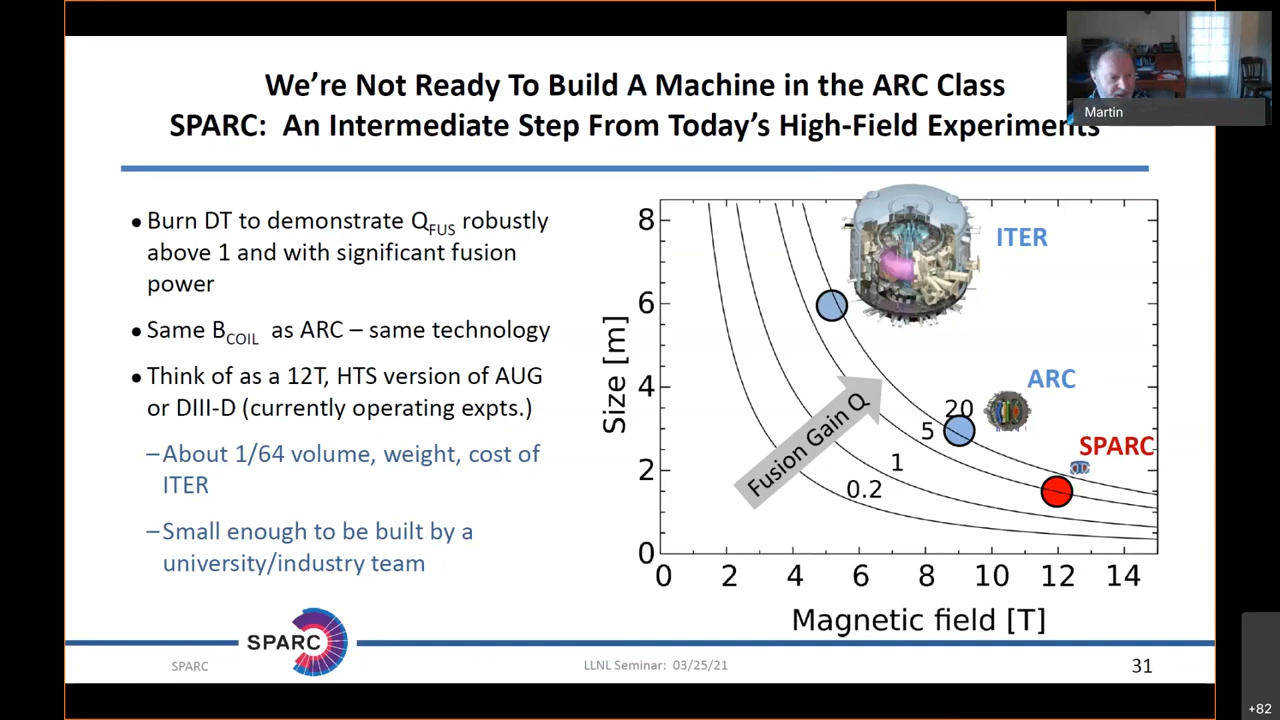 We're Not Ready To Build A Machine in the ARC Class
SPARC: An Intermediate Step From Today's High-Field Experiments
Martin
• Burn DT to demonstrate QFUS robustly
above 1 and with significant fusion
power
• Same BCOIL as ARC – same technology
• Think of as a 12T, HTS version of AUG
or DIII-D (currently operating expts.)
–About 1/64 volume, weight, cost of
ITER
–Small enough to be built by a
university/industry team
Size [m]
8
6
4
2
0
0 2 4 6 8 10 12 14
Magnetic field [T]
ITER
ARC
SPARC
Fusion Gain Q
20
5
1
0.2
SPARC
SPARC
LLNL Seminar: 03/25/21
31
+82